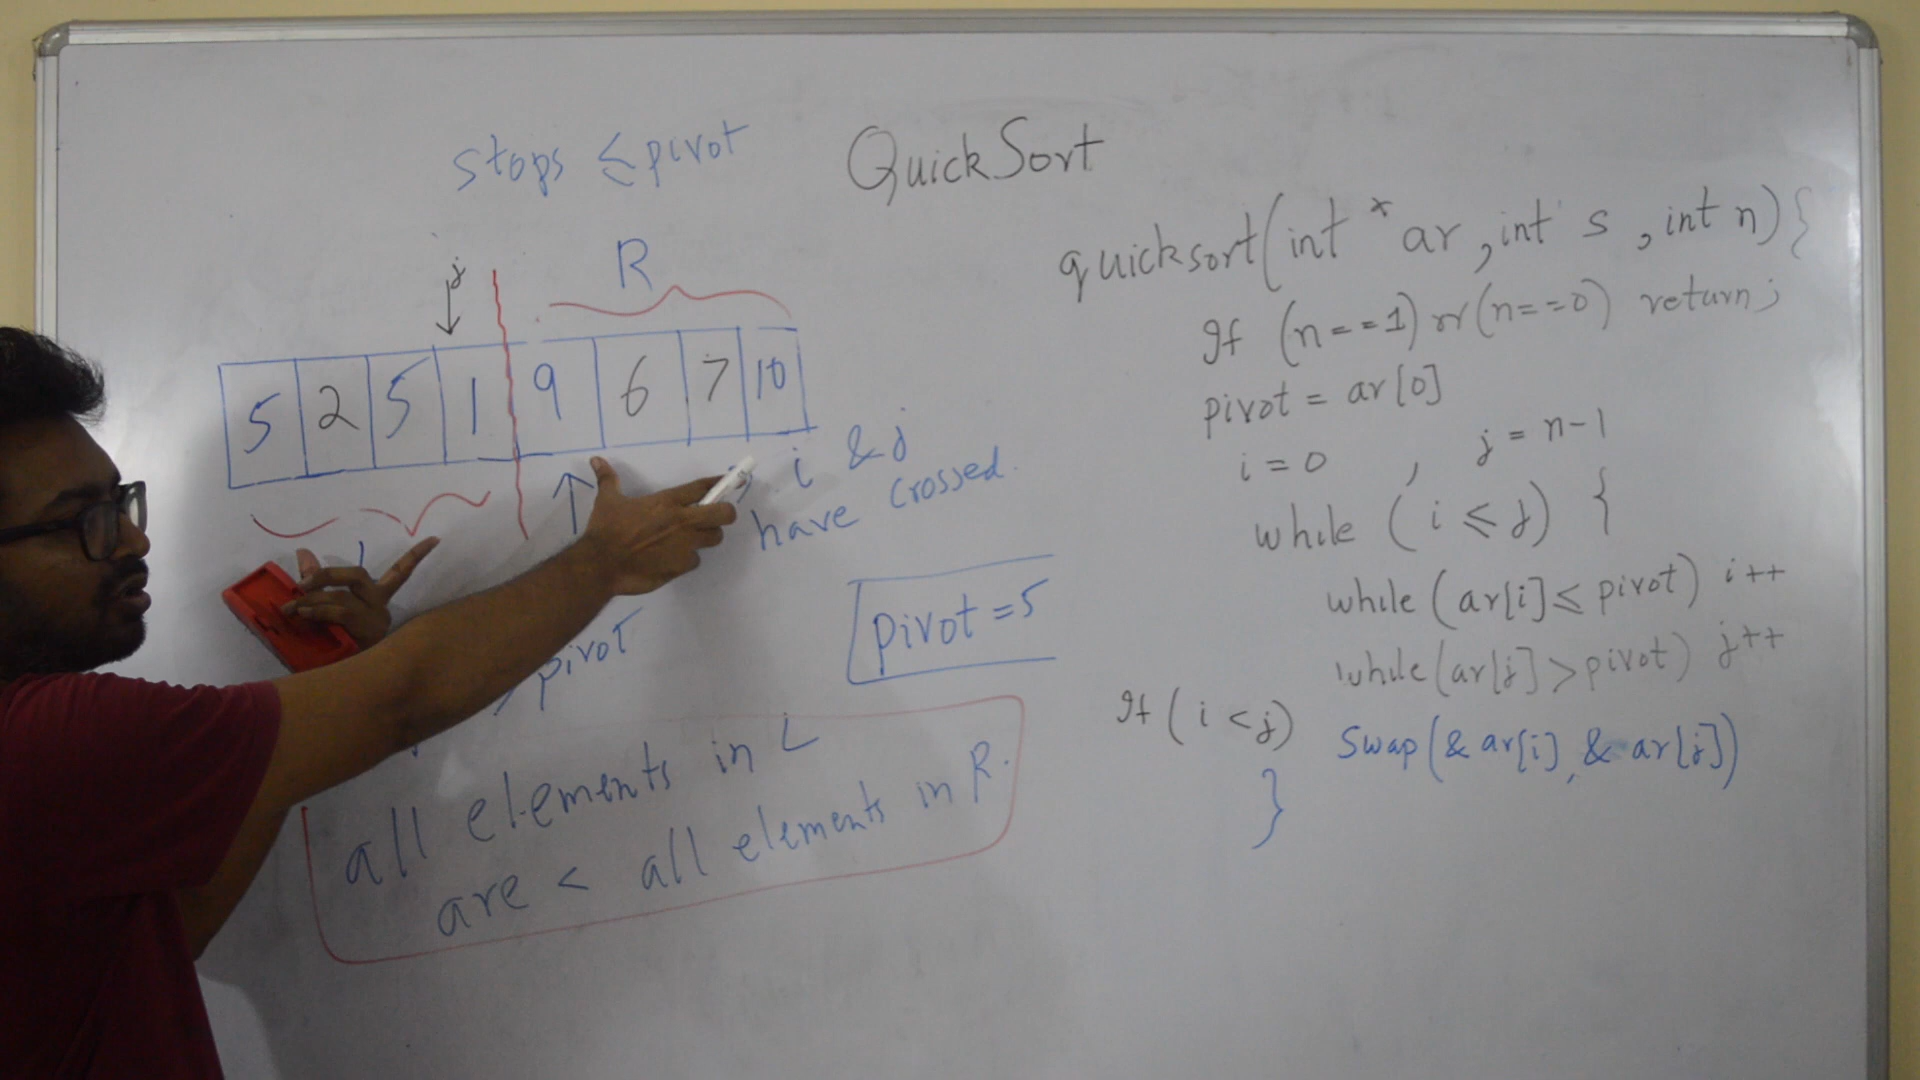 stops ≤ pivot
QuickSort
j
R
5 2 5 1 9 6 7 10
i & j
have crossed.
pivot
pivot = 5
all elements in L
are < all elements in R.
quicksort(int *ar, int s, int n){
If (n==1) or (n==0) return;
pivot = ar[0]
i = 0 , j = n-1
while (i ≤ j) {
while (ar[i] ≤ pivot) i++
while (ar[j] > pivot) j++
If (i < j) Swap(& ar[i], & ar[j])
}